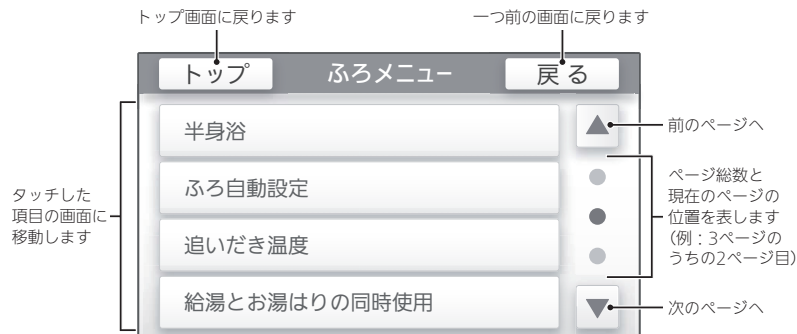 トップ画面に戻ります
一つ前の画面に戻ります
トップ
ふろメニュー
戻る
半身浴
ふろ自動設定
追いだき温度
給湯とお湯はりの同時使用
タッチした
項目の画面に
移動します
前のページへ
ページ総数と
現在のページの
位置を表します
(例:3ページの
うちの2ページ目)
次のページへ